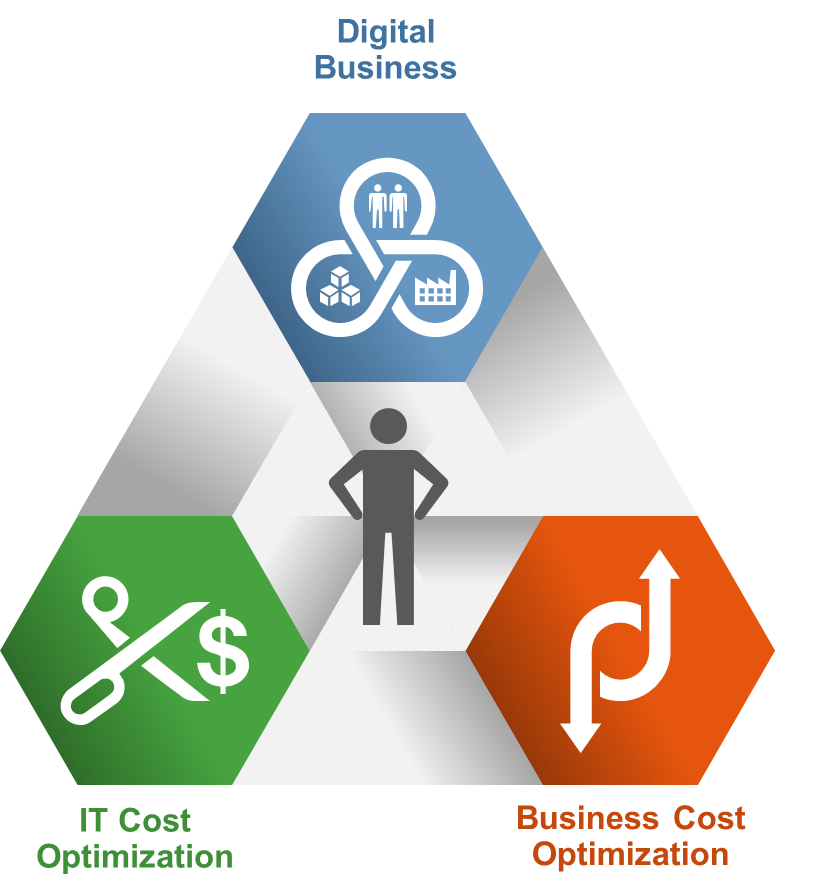 Digital
Business
$
IT Cost
Optimization
Business Cost
Optimization